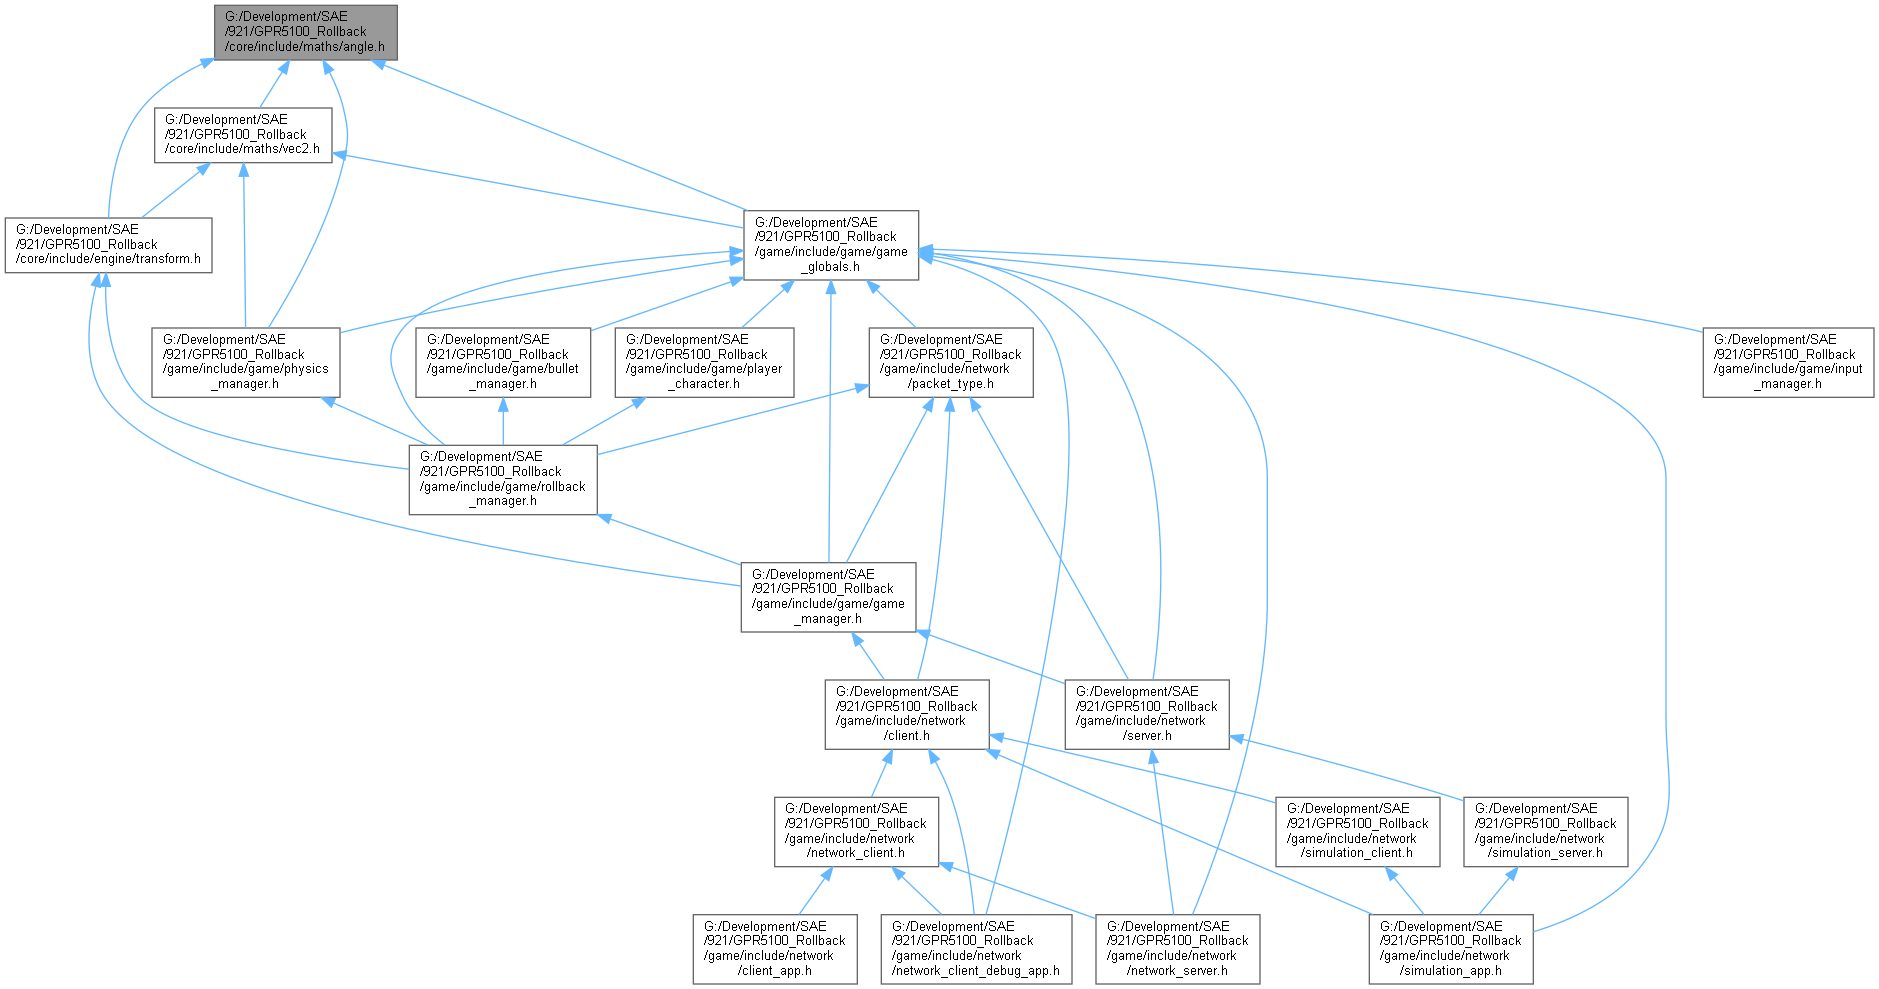 G:/Development/SAE
/921/GPR5100_Rollback
/core/include/maths/angle.h
G:/Development/SAE
/921/GPR5100_Rollback
/core/include/maths/vec2.h
G:/Development/SAE
/921/GPR5100_Rollback
/core/include/engine/transform.h
G:/Development/SAE
/921/GPR5100_Rollback
/game/include/game/game
_globals.h
G:/Development/SAE
/921/GPR5100_Rollback
/game/include/game/physics
_manager.h
G:/Development/SAE
/921/GPR5100_Rollback
/game/include/game/bullet
_manager.h
G:/Development/SAE
/921/GPR5100_Rollback
/game/include/game/player
_character.h
G:/Development/SAE
/921/GPR5100_Rollback
/game/include/network
/packet_type.h
G:/Development/SAE
/921/GPR5100_Rollback
/game/include/game/input
_manager.h
G:/Development/SAE
/921/GPR5100_Rollback
/game/include/game/rollback
_manager.h
G:/Development/SAE
/921/GPR5100_Rollback
/game/include/game/game
_manager.h
G:/Development/SAE
/921/GPR5100_Rollback
/game/include/network
/client.h
G:/Development/SAE
/921/GPR5100_Rollback
/game/include/network
/server.h
G:/Development/SAE
/921/GPR5100_Rollback
/game/include/network
/network_client.h
G:/Development/SAE
/921/GPR5100_Rollback
/game/include/network
/simulation_client.h
G:/Development/SAE
/921/GPR5100_Rollback
/game/include/network
/simulation_server.h
G:/Development/SAE
/921/GPR5100_Rollback
/game/include/network
/client_app.h
G:/Development/SAE
/921/GPR5100_Rollback
/game/include/network
/network_client_debug_app.h
G:/Development/SAE
/921/GPR5100_Rollback
/game/include/network
/network_server.h
G:/Development/SAE
/921/GPR5100_Rollback
/game/include/network
/simulation_app.h